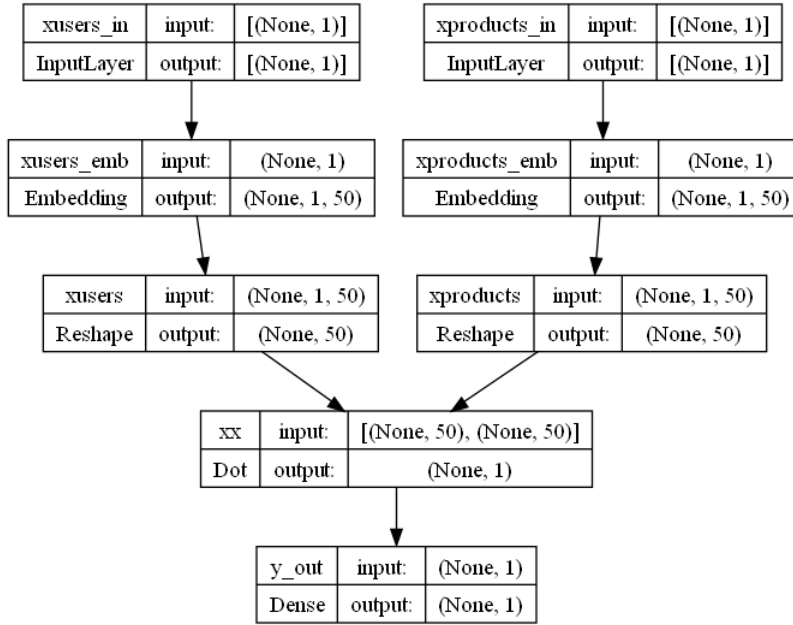 xusers_in input: [(None, 1)]
InputLayer output: [(None, 1)]
xproducts_in input: [(None, 1)]
InputLayer output: [(None, 1)]
xusers_emb input: (None, 1)
Embedding output: (None, 1, 50)
xproducts_emb input: (None, 1)
Embedding output: (None, 1, 50)
xusers input: (None, 1, 50)
Reshape output: (None, 50)
xproducts input: (None, 1, 50)
Reshape output: (None, 50)
xx input: [(None, 50), (None, 50)]
Dot output: (None, 1)
y_out input: (None, 1)
Dense output: (None, 1)